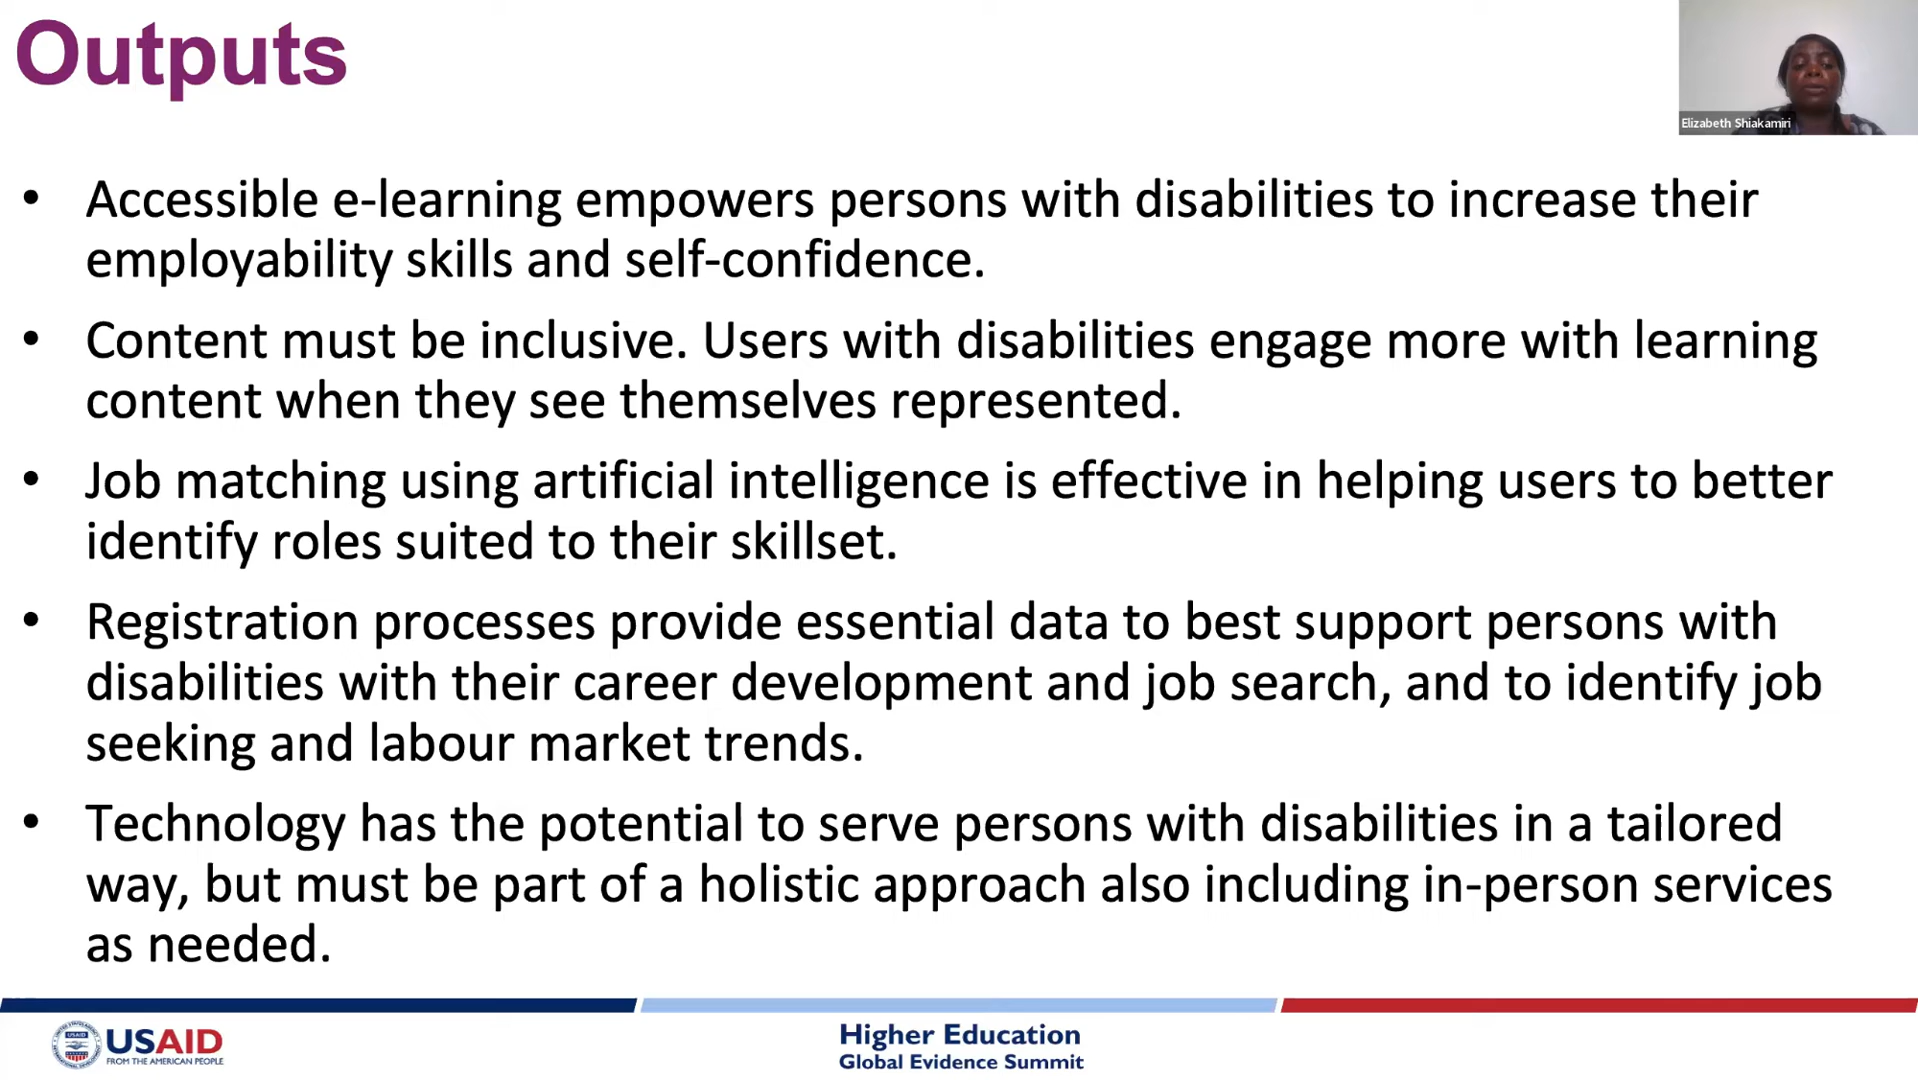 Outputs
Elizabeth Shiakamiri
• Accessible e-learning empowers persons with disabilities to increase their
employability skills and self-confidence.
• Content must be inclusive. Users with disabilities engage more with learning
content when they see themselves represented.
• Job matching using artificial intelligence is effective in helping users to better
identify roles suited to their skillset.
• Registration processes provide essential data to best support persons with
disabilities with their career development and job search, and to identify job
seeking and labour market trends.
• Technology has the potential to serve persons with disabilities in a tailored
way, but must be part of a holistic approach also including in-person services
as needed.
USAID
FROM THE AMERICAN PEOPLE
Higher Education
Global Evidence Summit